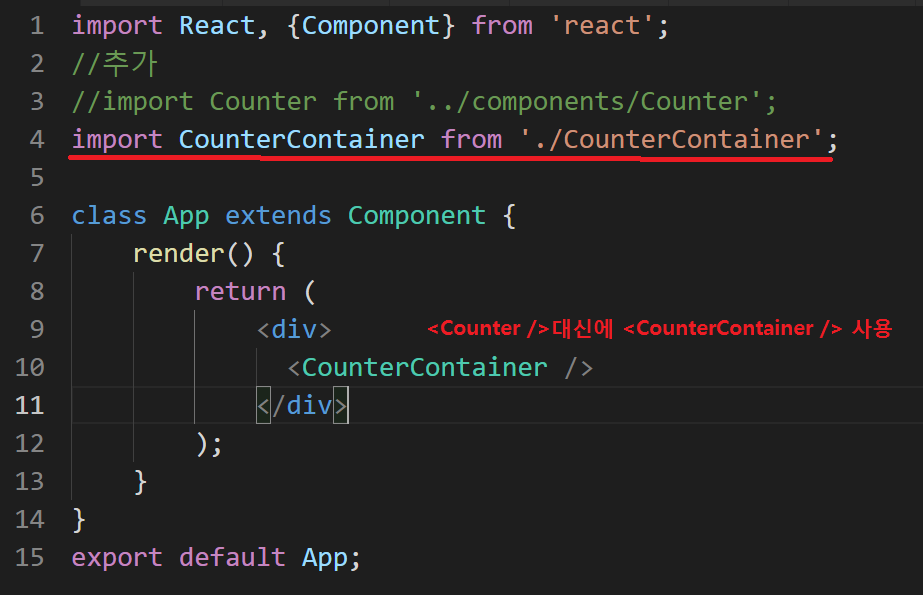 1 import React, {Component} from 'react';
2 //추가
3 //import Counter from '../components/Counter';
4 import CounterContainer from './CounterContainer';
5
6 class App extends Component {
7     render() {
8         return (
9             <div> <Counter />대신에 <CounterContainer /> 사용
10               <CounterContainer />
11             </div>
12         );
13     }
14 }
15 export default App;